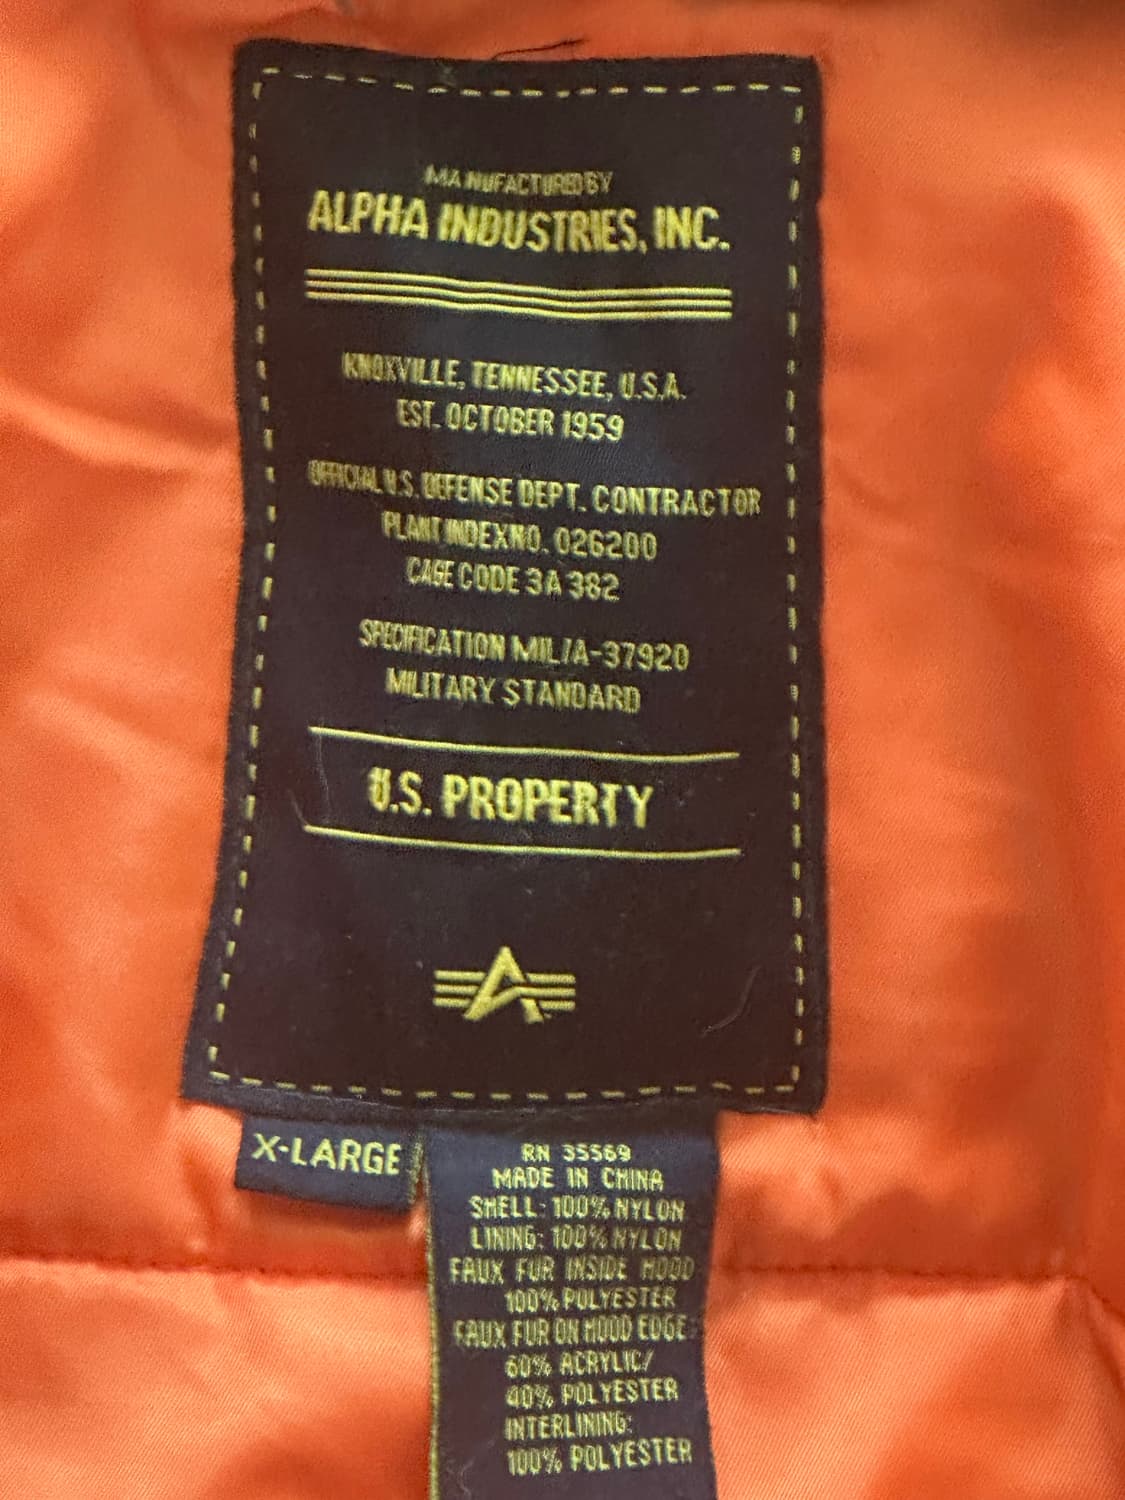 MANUFACTURED BY
ALPHA INDUSTRIES, INC.
KNOXVILLE, TENNESSEE, U.S.A.
EST. OCTOBER 1959
OFFICIAL U.S. DEFENSE DEPT. CONTRACTOR
PLANT INDEX NO. 026200
CAGE CODE 3A382
SPECIFICATION MIL/A-37920
MILITARY STANDARD
U.S. PROPERTY
X-LARGE
RN 35569
MADE IN CHINA
SHELL: 100% NYLON
LINING: 100% NYLON
FAUX FUR INSIDE HOOD
100% POLYESTER
FAUX FUR ON HOOD EDGE:
60% ACRYLIC/
40% POLYESTER
INTERLINING:
100% POLYESTER